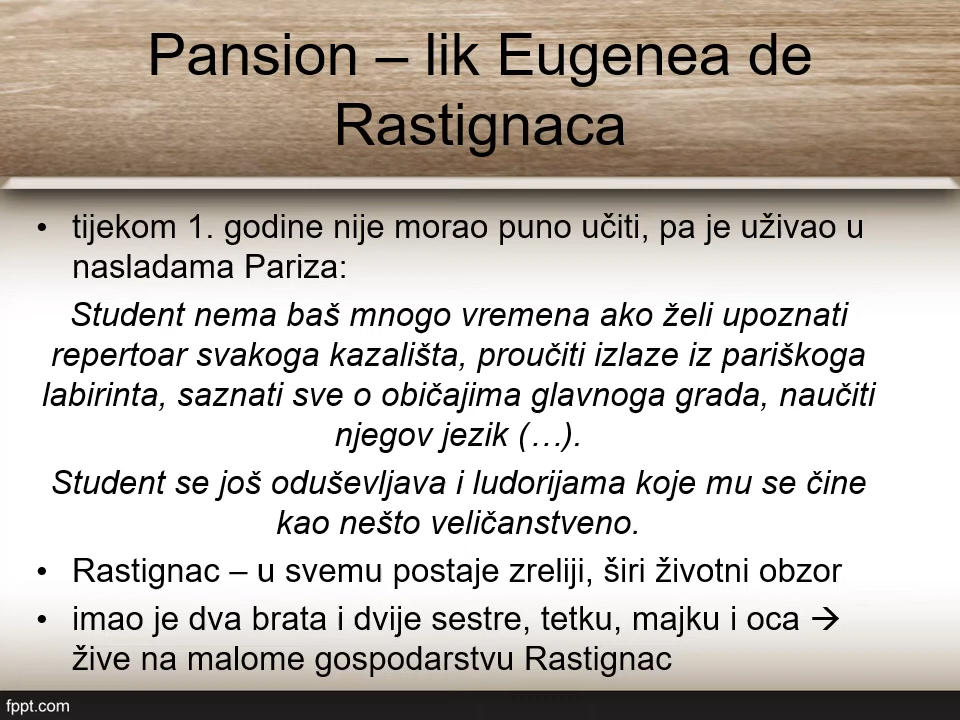 Pansion – lik Eugenea de
Rastignaca
• tijekom 1. godine nije morao puno učiti, pa je uživao u
nasladama Pariza:
Student nema baš mnogo vremena ako želi upoznati
repertoar svakoga kazališta, proučiti izlaze iz pariškoga
labirinta, saznati sve o običajima glavnoga grada, naučiti
njegov jezik (…).
Student se još oduševljava i ludorijama koje mu se čine
kao nešto veličanstveno.
• Rastignac – u svemu postaje zreliji, širi životni obzor
• imao je dva brata i dvije sestre, tetku, majku i oca →
žive na malome gospodarstvu Rastignac
fppt.com